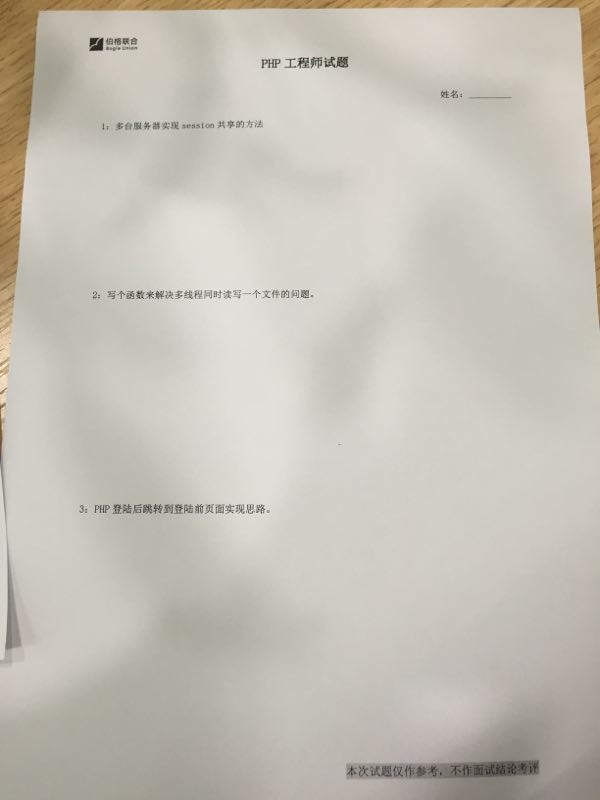 伯格联合
Bogle Union
PHP 工程师试题
姓名：________
1：多台服务器实现 session 共享的方法
2：写个函数来解决多线程同时读写一个文件的问题。
3：PHP 登陆后跳转到登陆前页面实现思路。
本次试题仅作参考，不作面试结论考评